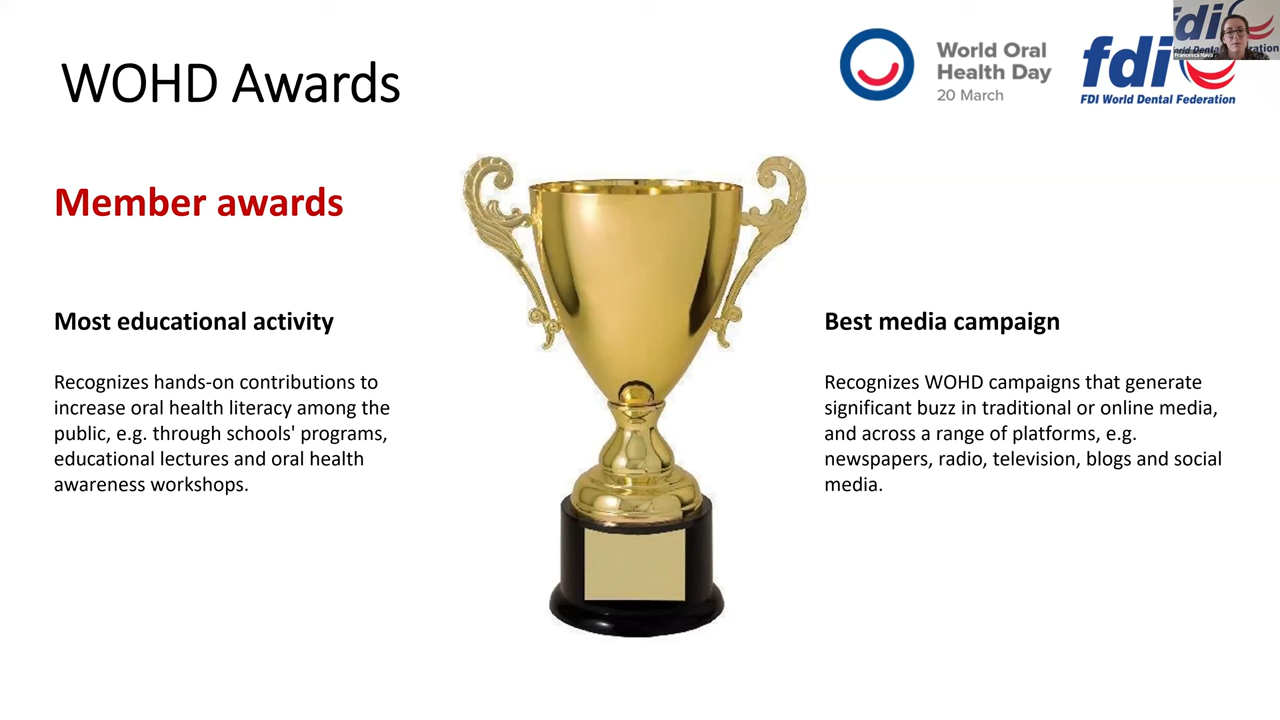 WOHD Awards
World Oral
Health Day
20 March
fdi
FDI World Dental Federation
fdi
Member awards
Most educational activity
Recognizes hands-on contributions to
increase oral health literacy among the
public, e.g. through schools' programs,
educational lectures and oral health
awareness workshops.
Best media campaign
Recognizes WOHD campaigns that generate
significant buzz in traditional or online media,
and across a range of platforms, e.g.
newspapers, radio, television, blogs and social
media.